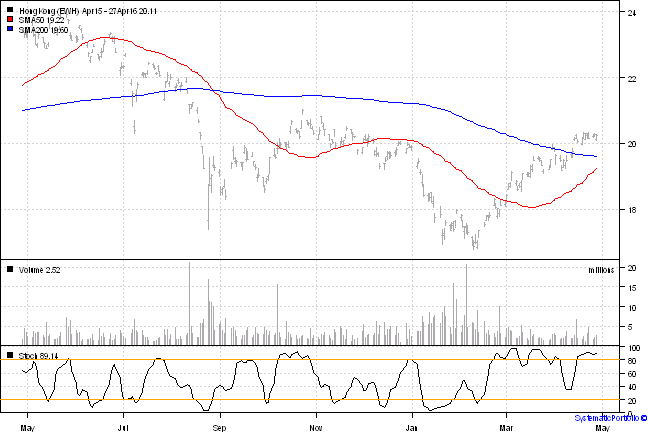 Hong Kong (EWH) Apr15 - 27Apr16 20.11
SMA50 19.22
SMA200 19.60
24
22
20
18
Volume 2.52
millions
20
15
10
5
Stoch 89.14
100
80
60
40
20
0
May Jul Sep Nov Jan Mar May
SystematicPortfolio ©